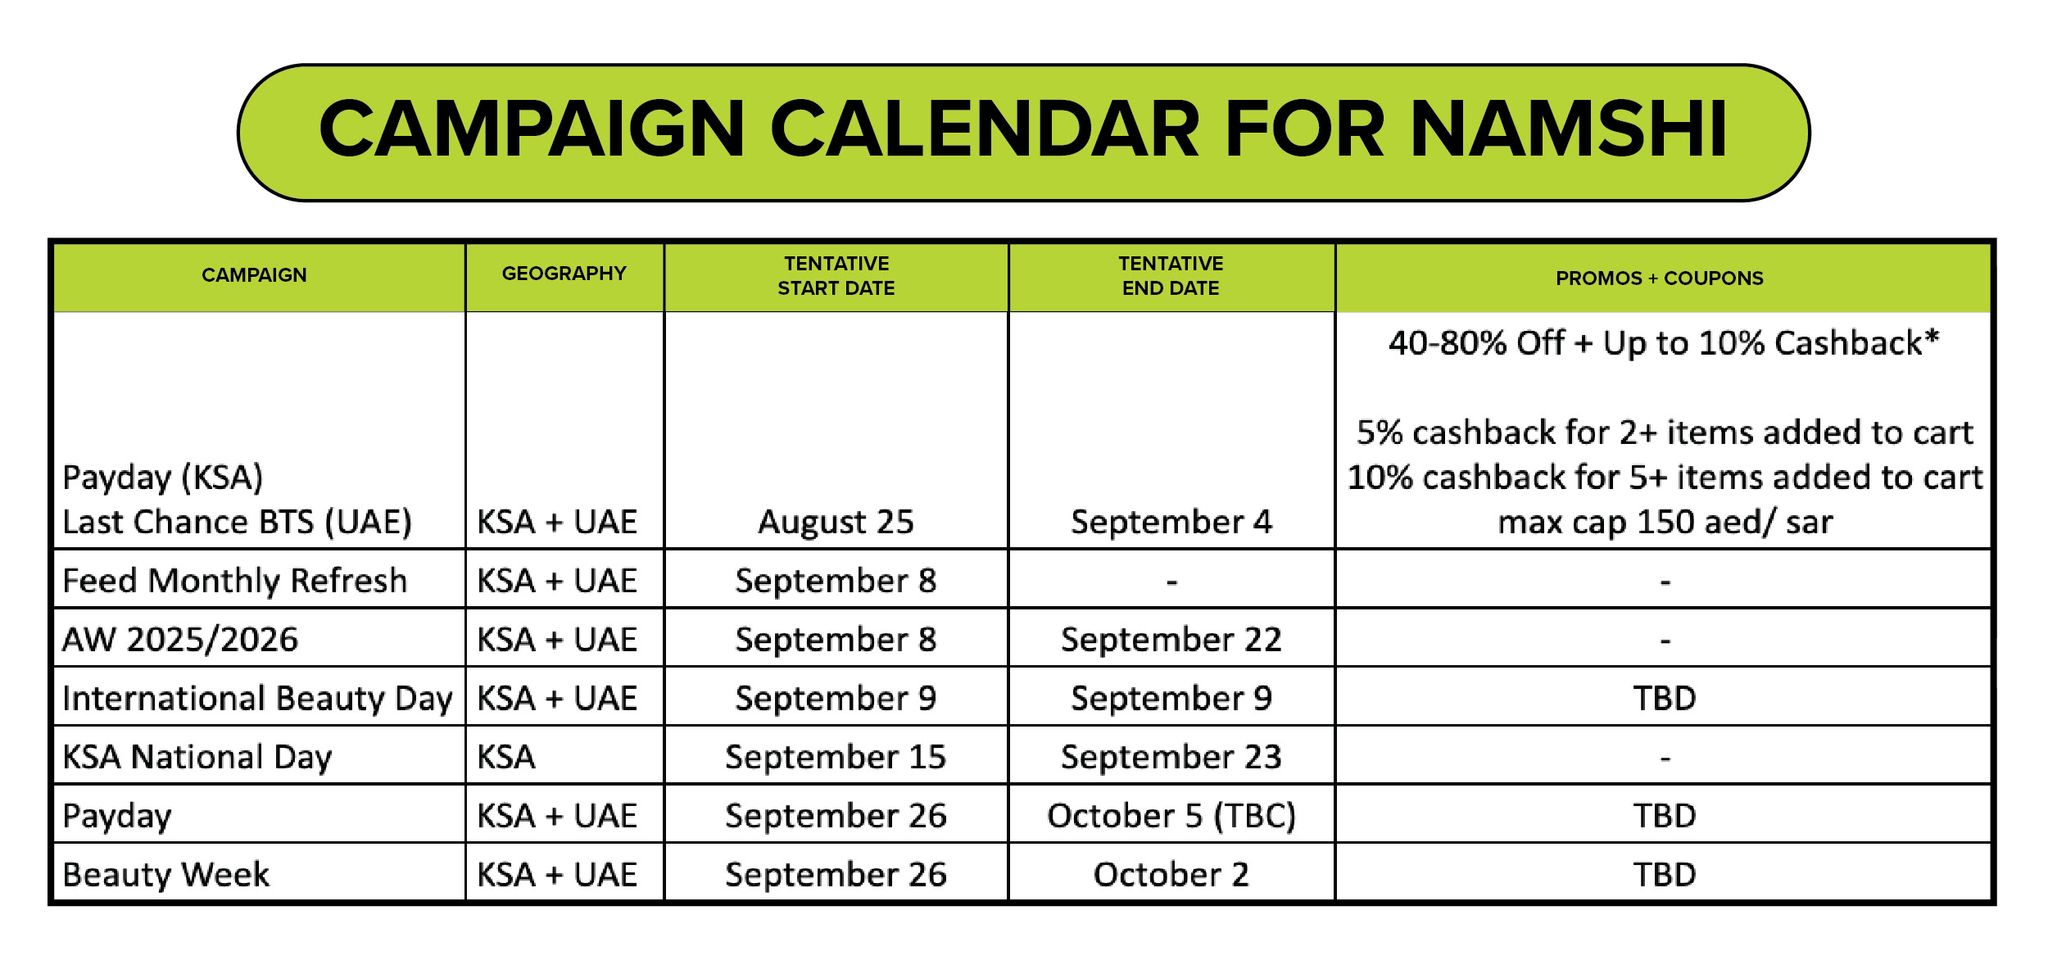 CAMPAIGN CALENDAR FOR NAMSHI
CAMPAIGN
GEOGRAPHY
TENTATIVE
START DATE
TENTATIVE
END DATE
PROMOS + COUPONS
Payday (KSA)
Last Chance BTS (UAE)
KSA + UAE
August 25
September 4
40-80% Off + Up to 10% Cashback*
5% cashback for 2+ items added to cart
10% cashback for 5+ items added to cart
max cap 150 aed/ sar
Feed Monthly Refresh
KSA + UAE
September 8
-
-
AW 2025/2026
KSA + UAE
September 8
September 22
-
International Beauty Day
KSA + UAE
September 9
September 9
TBD
KSA National Day
KSA
September 15
September 23
-
Payday
KSA + UAE
September 26
October 5 (TBC)
TBD
Beauty Week
KSA + UAE
September 26
October 2
TBD